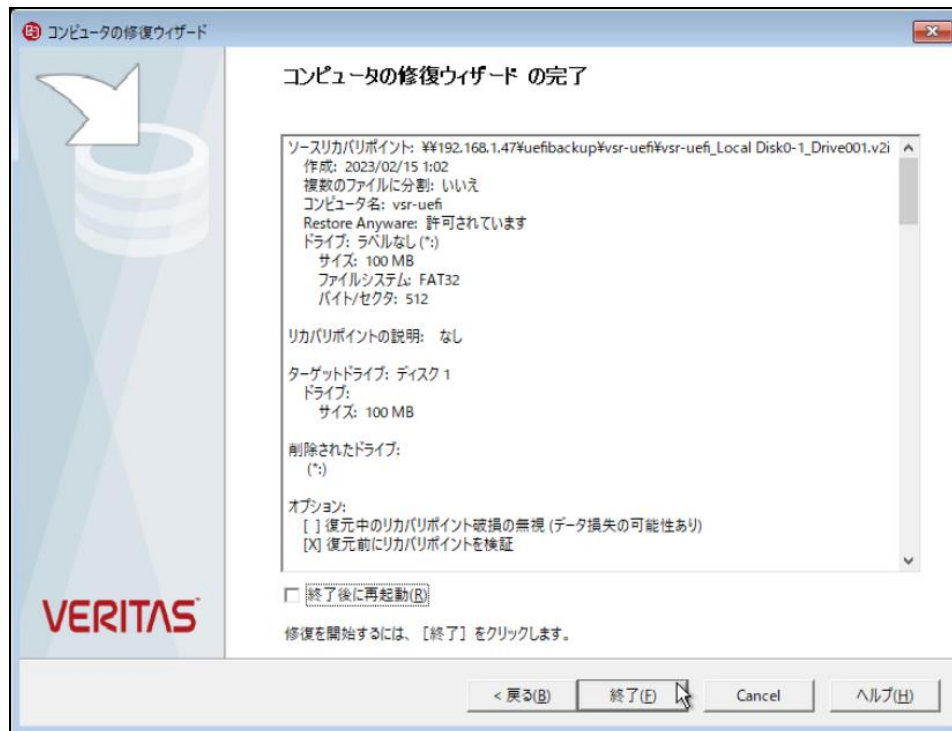 コンピュータの修復ウィザード
コンピュータの修復ウィザード の完了
ソースリカバリポイント: ¥¥192.168.1.47¥uefibackup¥vsr-uefi¥vsr-uefi_Local Disk0-1_Drive001.v2i
作成: 2023/02/15 1:02
複数のファイルに分割: いいえ
コンピュータ名: vsr-uefi
Restore Anyware: 許可されています
ドライブ: ラベルなし (*:)
サイズ: 100 MB
ファイルシステム: FAT32
バイト/セクタ: 512
リカバリポイントの説明: なし
ターゲットドライブ: ディスク 1
ドライブ:
サイズ: 100 MB
削除されたドライブ:
(*:)
オプション:
[ ] 復元中のリカバリポイント破損の無視 (データ損失の可能性あり)
[X] 復元前にリカバリポイントを検証
終了後に再起動(R)
VERITAS
修復を開始するには、［終了］をクリックします。
< 戻る(B) 終了(F) Cancel ヘルプ(H)